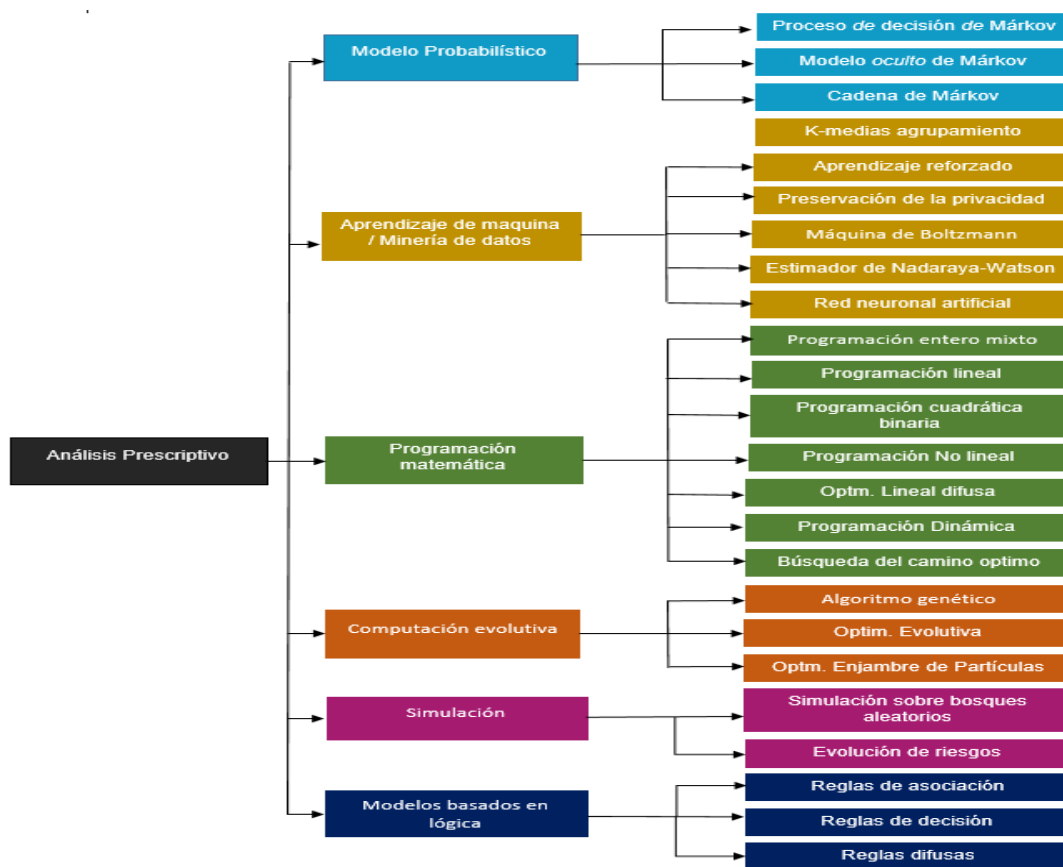 Análisis Prescriptivo
Modelo Probabilístico
Proceso de decisión de Márkov
Modelo oculto de Márkov
Cadena de Márkov
Aprendizaje de maquina
/ Minería de datos
K-medias agrupamiento
Aprendizaje reforzado
Preservación de la privacidad
Máquina de Boltzmann
Estimador de Nadaraya-Watson
Red neuronal artificial
Programación
matemática
Programación entero mixto
Programación lineal
Programación cuadrática
binaria
Programación No lineal
Optm. Lineal difusa
Programación Dinámica
Búsqueda del camino optimo
Computación evolutiva
Algoritmo genético
Optim. Evolutiva
Optm. Enjambre de Partículas
Simulación
Simulación sobre bosques
aleatorios
Evolución de riesgos
Modelos basados en
lógica
Reglas de asociación
Reglas de decisión
Reglas difusas